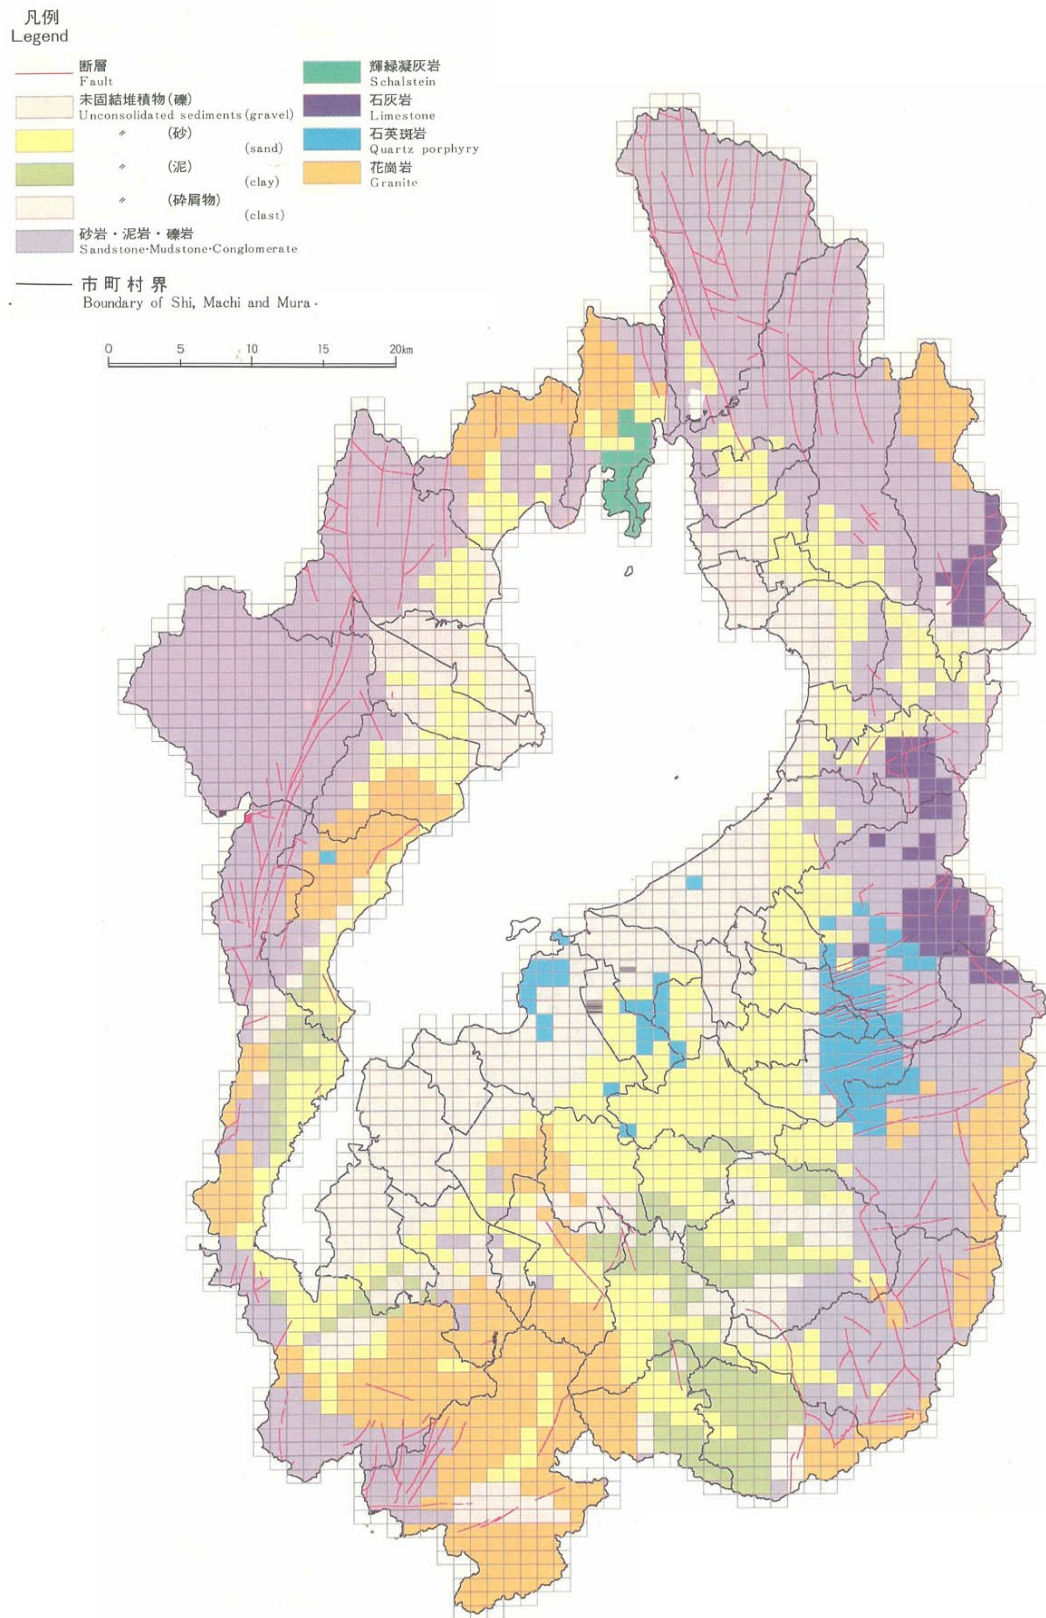 凡例
Legend
断層
Fault
未固結堆積物(礫)
Unconsolidated sediments (gravel)
〃 (砂)
(sand)
〃 (泥)
(clay)
〃 (砕屑物)
(clast)
砂岩・泥岩・礫岩
Sandstone·Mudstone·Conglomerate
市町村界
Boundary of Shi, Machi and Mura
輝緑凝灰岩
Schalstein
石灰岩
Limestone
石英斑岩
Quartz porphyry
花崗岩
Granite
0 5 10 15 20km